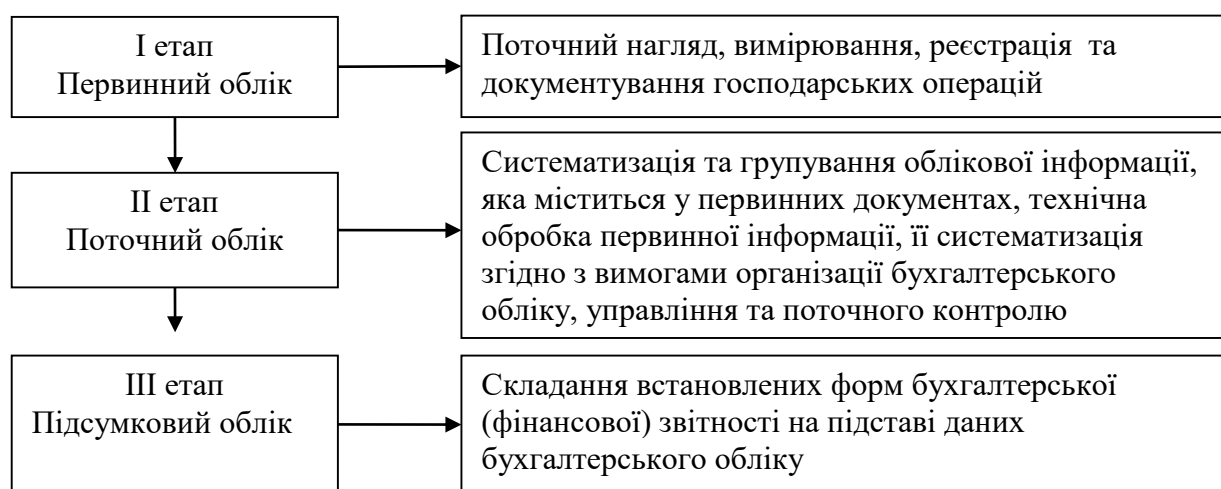 І етап
Первинний облік
Поточний нагляд, вимірювання, реєстрація та
документування господарських операцій
ІІ етап
Поточний облік
Систематизація та групування облікової інформації,
яка міститься у первинних документах, технічна
обробка первинної інформації, її систематизація
згідно з вимогами організації бухгалтерського
обліку, управління та поточного контролю
ІІІ етап
Підсумковий облік
Складання встановлених форм бухгалтерської
(фінансової) звітності на підставі даних
бухгалтерського обліку